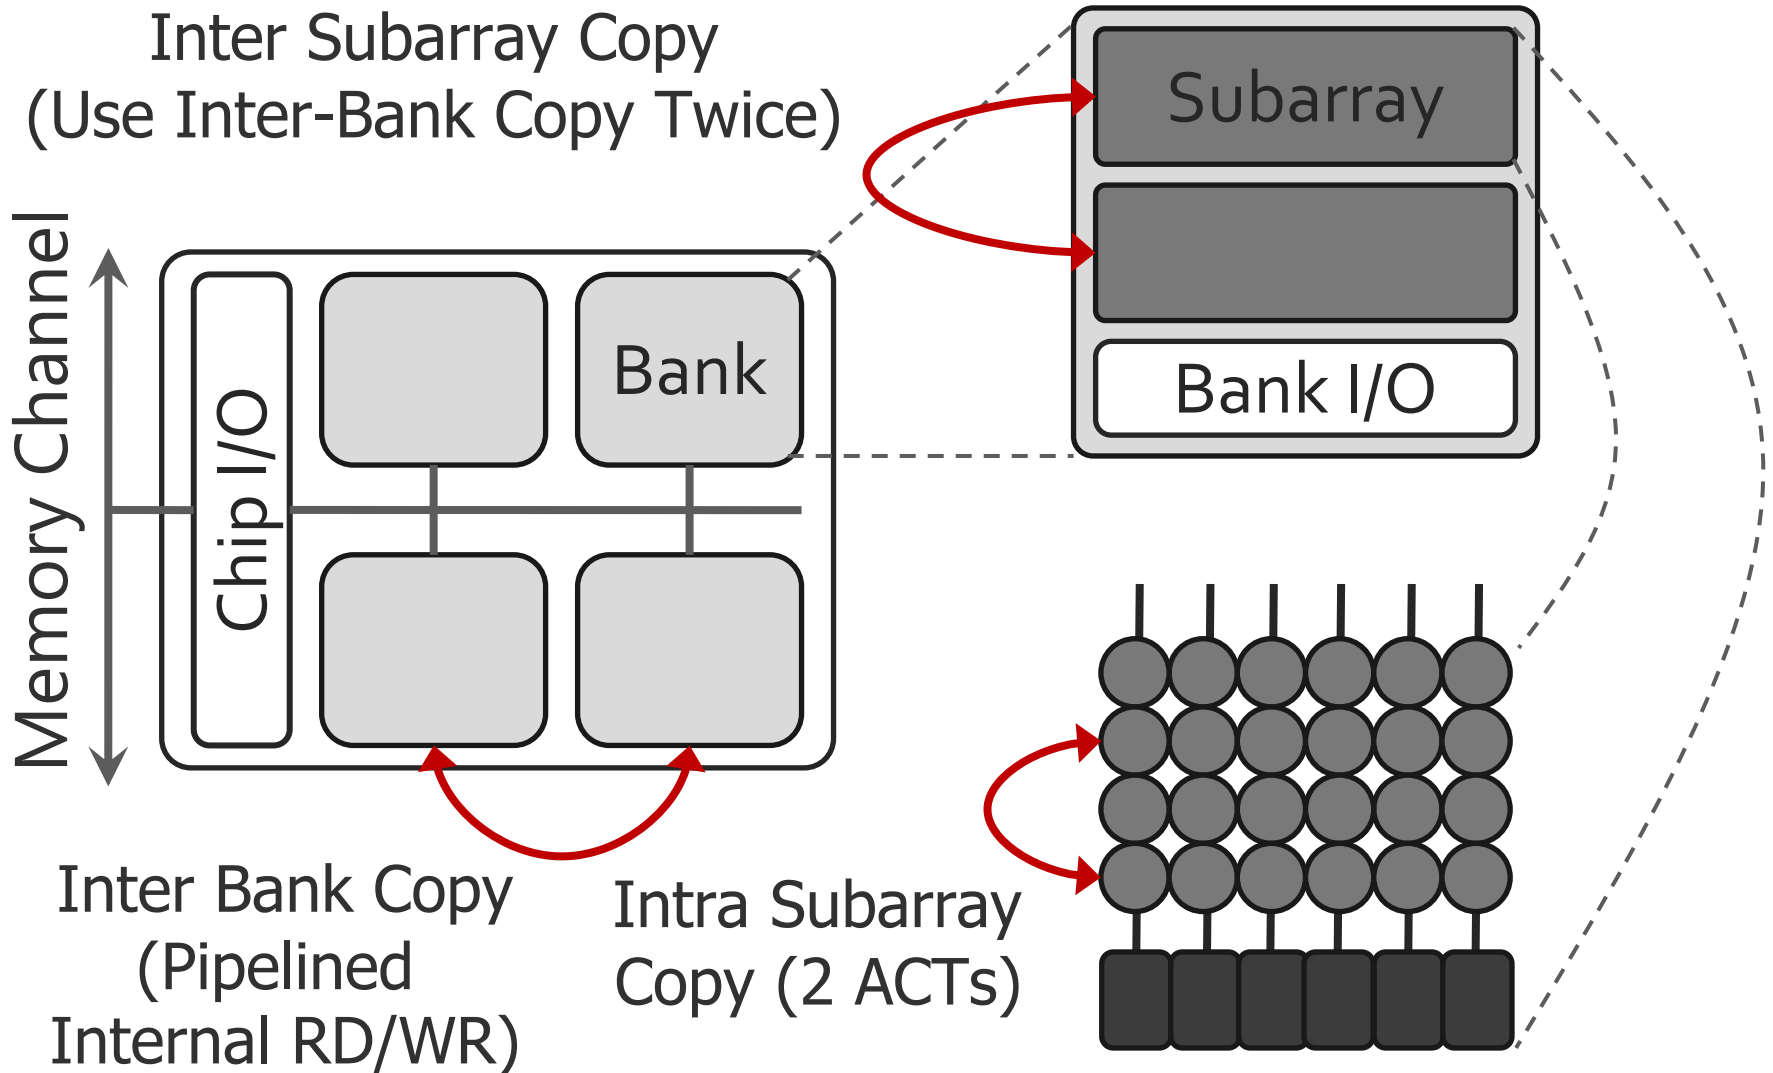 Inter Subarray Copy
(Use Inter-Bank Copy Twice)
Subarray
Bank I/O
Memory Channel
Chip I/O
Bank
Inter Bank Copy
(Pipelined
Internal RD/WR)
Intra Subarray
Copy (2 ACTs)